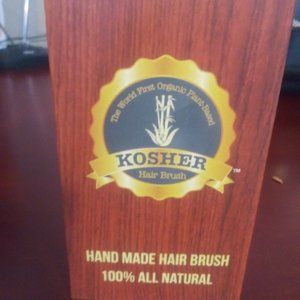 The World First Organic Plant-Based
KOSHER
Hair Brush
TM
HAND MADE HAIR BRUSH
100% ALL NATURAL